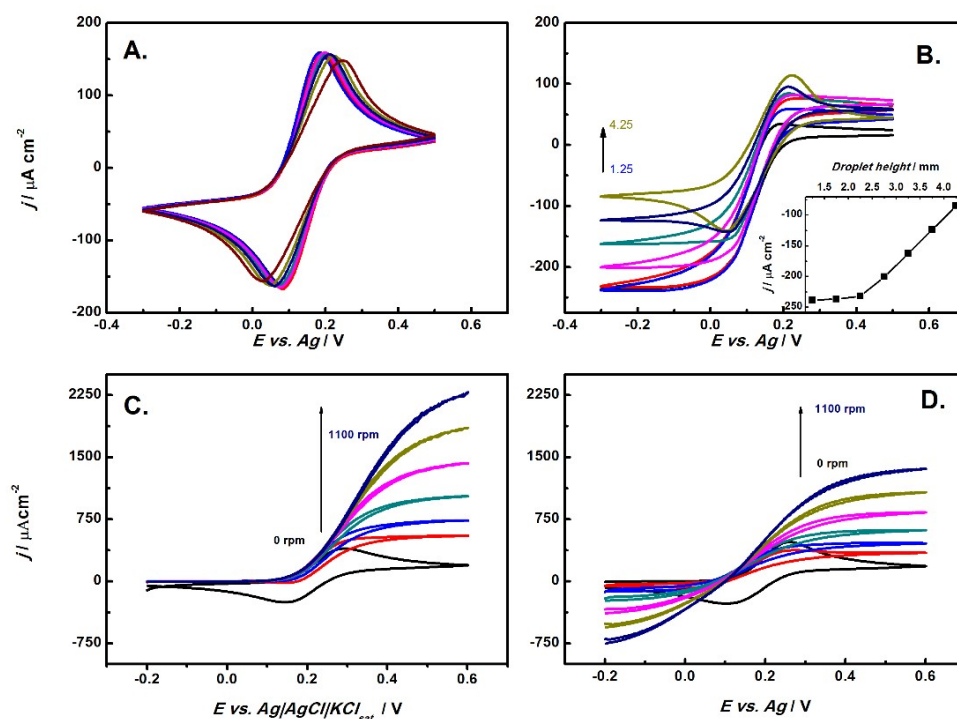 A.
200
100
0
-100
-200
j / µA cm-2
-0.4 -0.2 0.0 0.2 0.4 0.6
E vs. Ag / V
B.
200
100
0
-100
-200
-300
j / µA cm-2
4.25
1.25
Droplet height / mm
1.5 2.0 2.5 3.0 3.5 4.0
-100
-150
-200
-250
j / µA cm-2
-0.4 -0.2 0.0 0.2 0.4 0.6
E vs. Ag / V
C.
2250
1500
750
0
-750
j / µAcm-2
1100 rpm
0 rpm
-0.2 0.0 0.2 0.4 0.6
E vs. Ag/AgCl/KClsat. / V
D.
2250
1500
750
0
-750
1100 rpm
0 rpm
-0.2 0.0 0.2 0.4 0.6
E vs. Ag / V